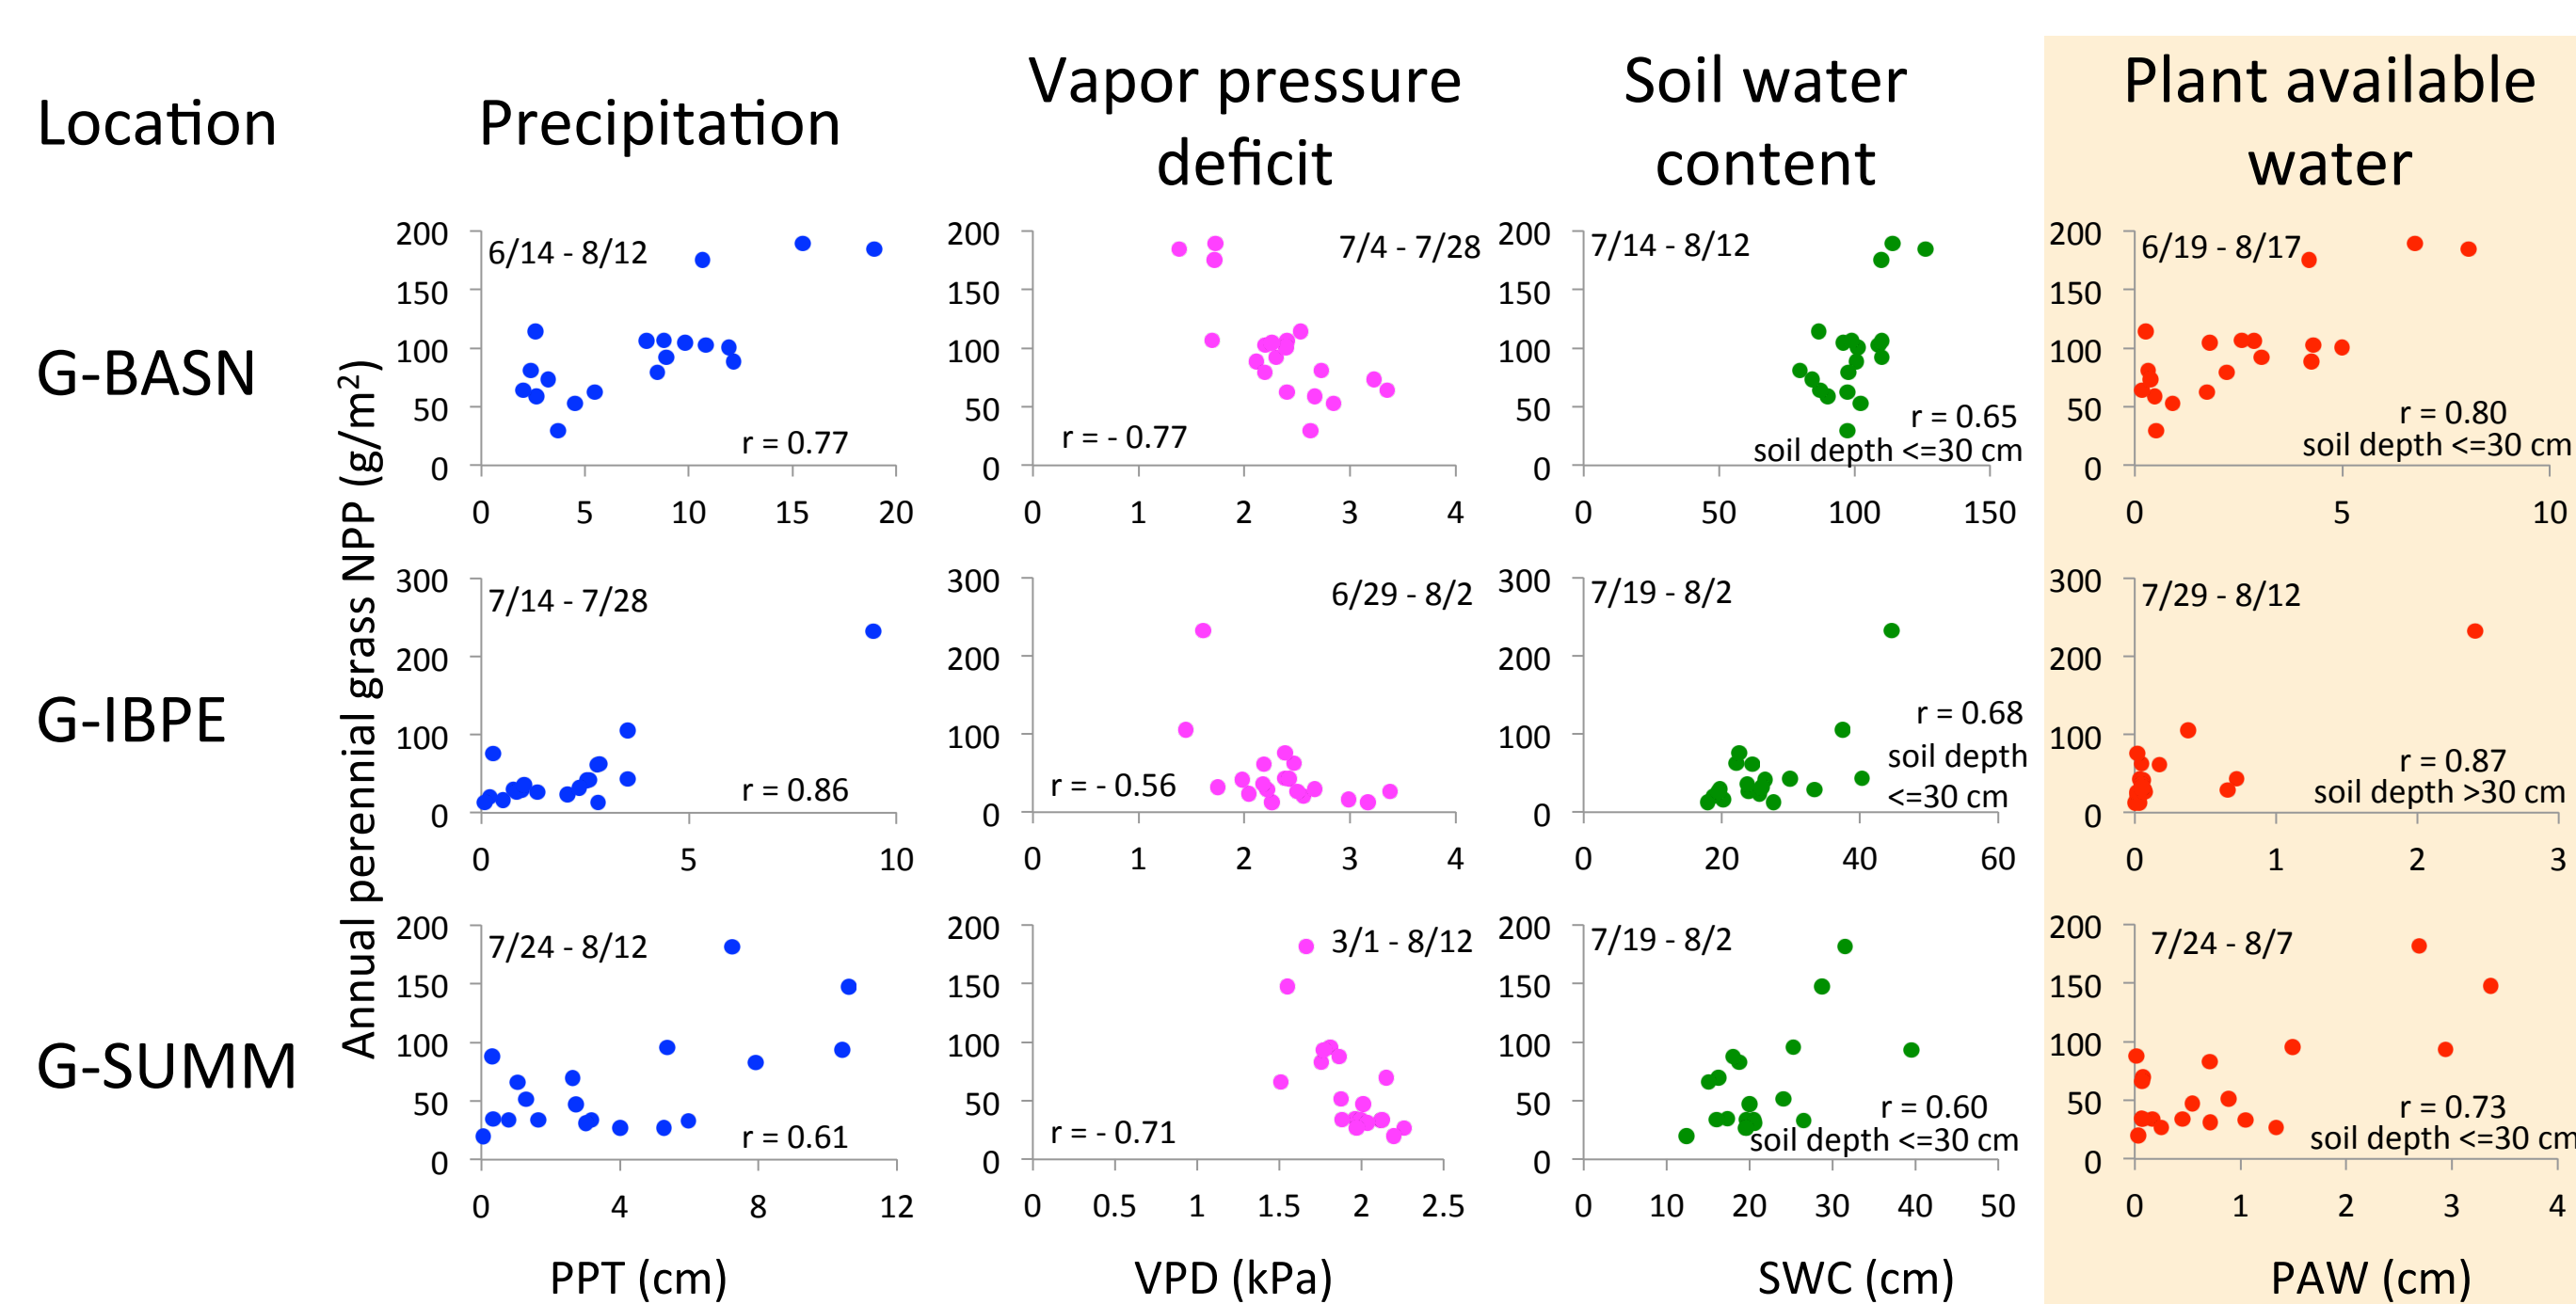 Location
Precipitation
Vapor pressure
deficit
Soil water
content
Plant available
water
Annual perennial grass NPP (g/m²)
G-BASN
200
150
100
50
0
6/14 - 8/12
r = 0.77
0 5 10 15 20
200
150
100
50
0
7/4 - 7/28
r = - 0.77
0 1 2 3 4
200
150
100
50
0
7/14 - 8/12
r = 0.65
soil depth <=30 cm
0 50 100 150
200
150
100
50
0
6/19 - 8/17
r = 0.80
soil depth <=30 cm
0 5 10
G-IBPE
300
200
100
0
7/14 - 7/28
r = 0.86
0 5 10
300
200
100
0
6/29 - 8/2
r = - 0.56
0 1 2 3 4
300
200
100
0
7/19 - 8/2
r = 0.68
soil depth
<=30 cm
0 20 40 60
300
200
100
0
7/29 - 8/12
r = 0.87
soil depth >30 cm
0 1 2 3
G-SUMM
200
150
100
50
0
7/24 - 8/12
r = 0.61
0 4 8 12
200
150
100
50
0
3/1 - 8/12
r = - 0.71
0 0.5 1 1.5 2 2.5
200
150
100
50
0
7/19 - 8/2
r = 0.60
soil depth <=30 cm
0 10 20 30 40 50
200
150
100
50
0
7/24 - 8/7
r = 0.73
soil depth <=30 cm
0 1 2 3 4
PPT (cm)
VPD (kPa)
SWC (cm)
PAW (cm)